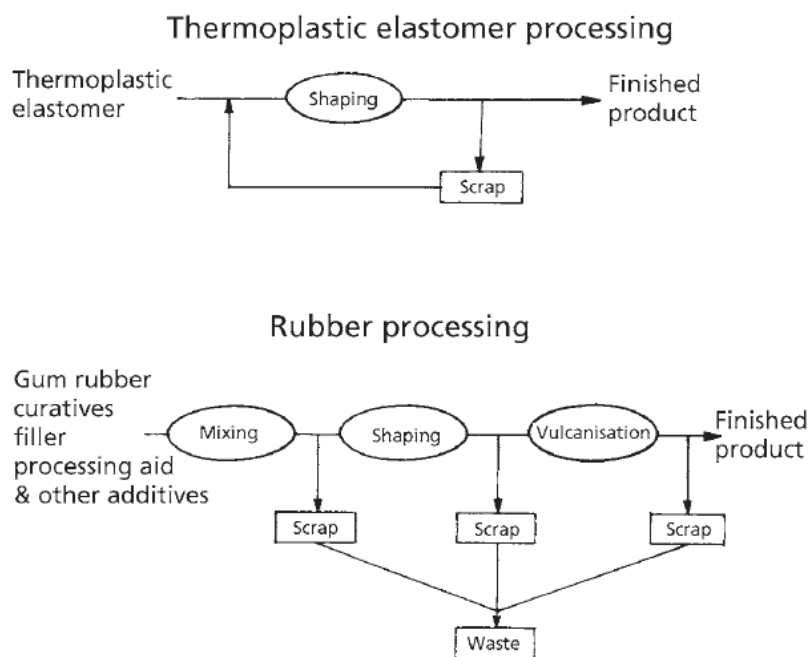 Thermoplastic elastomer processing
Thermoplastic
elastomer
Shaping
Finished
product
Scrap
Rubber processing
Gum rubber
curatives
filler
processing aid
& other additives
Mixing
Shaping
Vulcanisation
Finished
product
Scrap
Scrap
Scrap
Waste